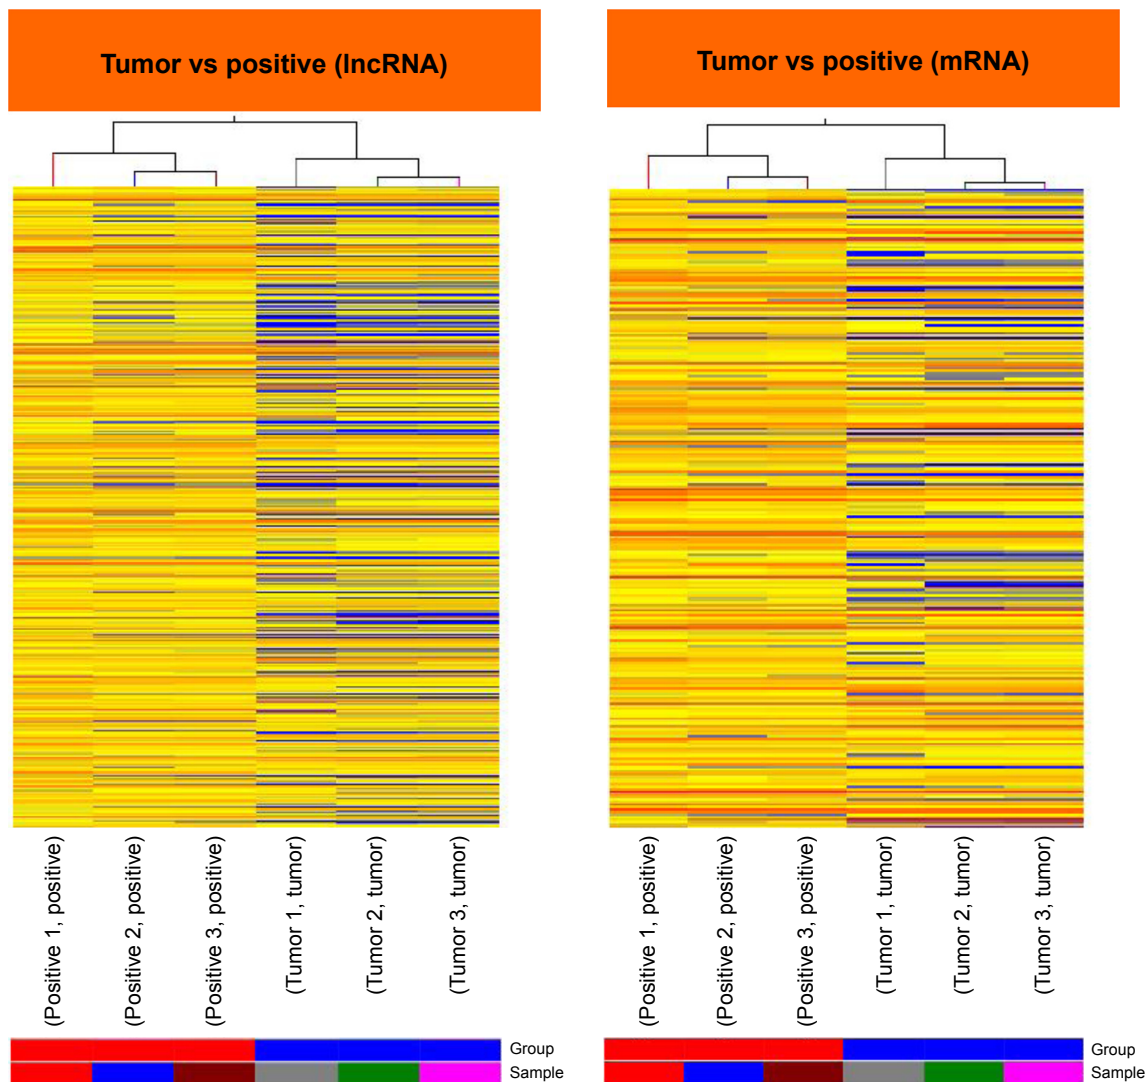 Tumor vs positive (lncRNA)
Tumor vs positive (mRNA)
(Positive 1, positive)
(Positive 2, positive)
(Positive 3, positive)
(Tumor 1, tumor)
(Tumor 2, tumor)
(Tumor 3, tumor)
(Positive 1, positive)
(Positive 2, positive)
(Positive 3, positive)
(Tumor 1, tumor)
(Tumor 2, tumor)
(Tumor 3, tumor)
Group
Sample
Group
Sample